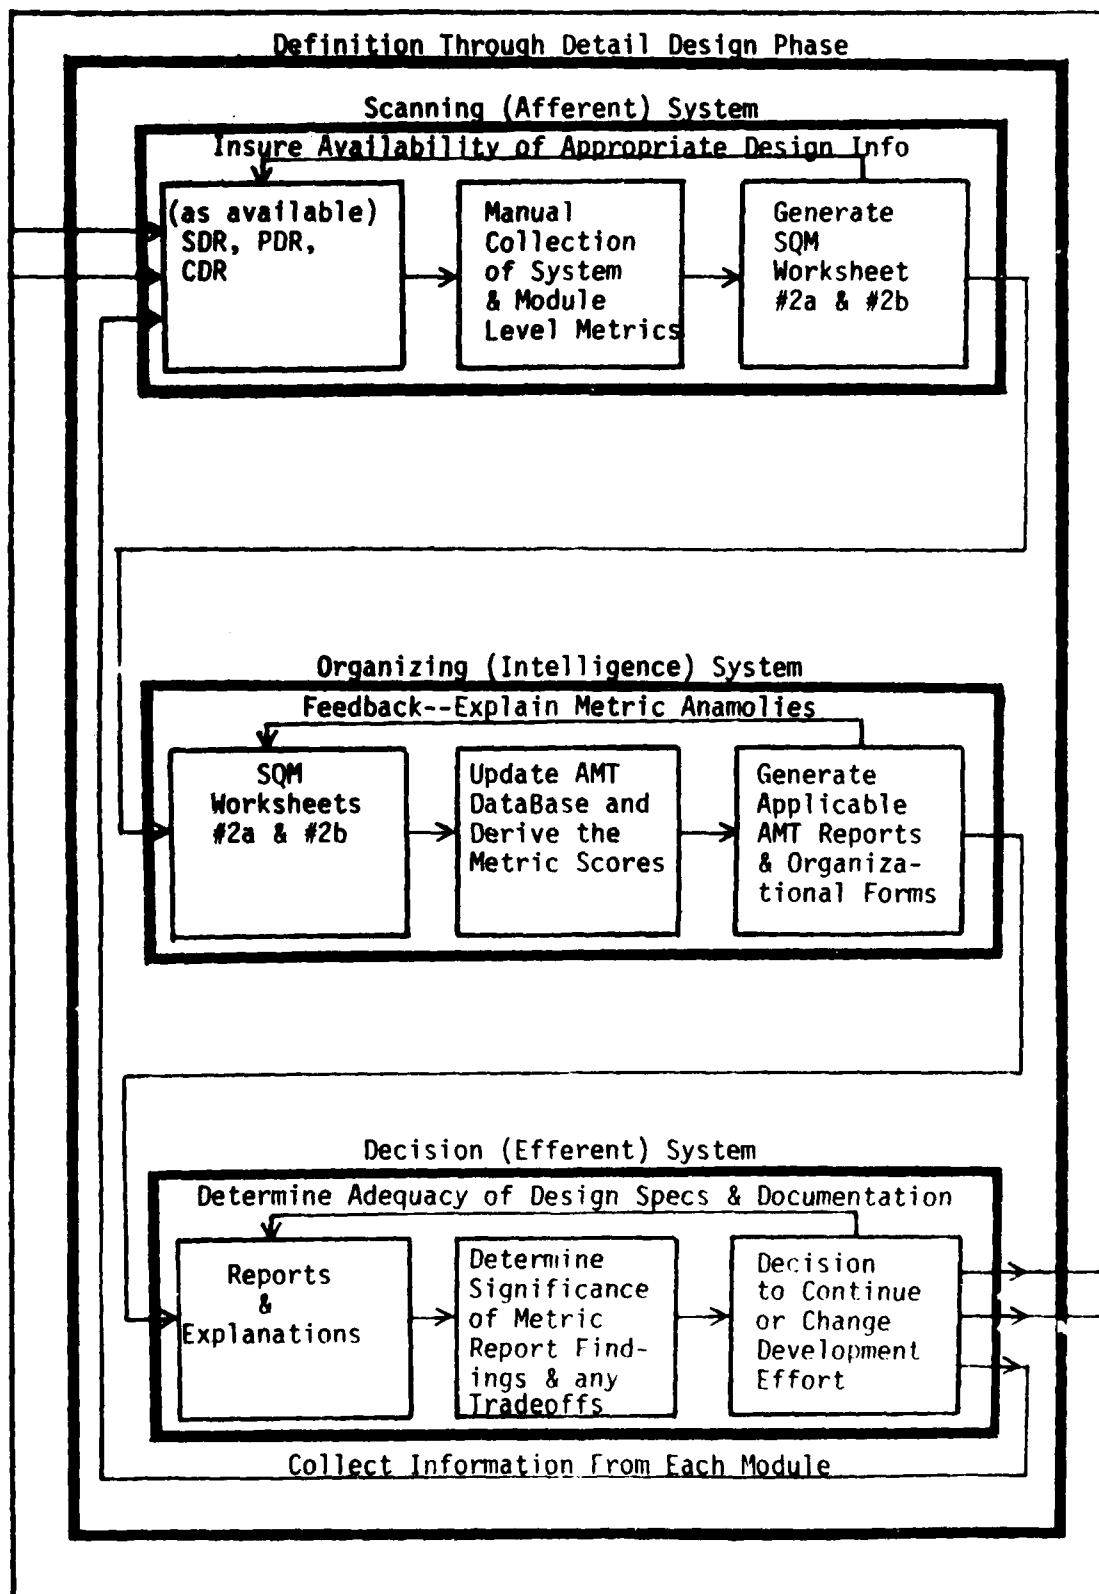 Definition Through Detail Design Phase
Scanning (Afferent) System
Insure Availability of Appropriate Design Info
(as available)
SDR, PDR,
CDR
Manual
Collection
of System
& Module
Level Metrics
Generate
SQM
Worksheet
#2a & #2b
Organizing (Intelligence) System
Feedback--Explain Metric Anamolies
SQM
Worksheets
#2a & #2b
Update AMT
DataBase and
Derive the
Metric Scores
Generate
Applicable
AMT Reports
& Organiza-
tional Forms
Decision (Efferent) System
Determine Adequacy of Design Specs & Documentation
Reports
&
Explanations
Determine
Significance
of Metric
Report Find-
ings & any
Tradeoffs
Decision
to Continue
or Change
Development
Effort
Collect Information From Each Module